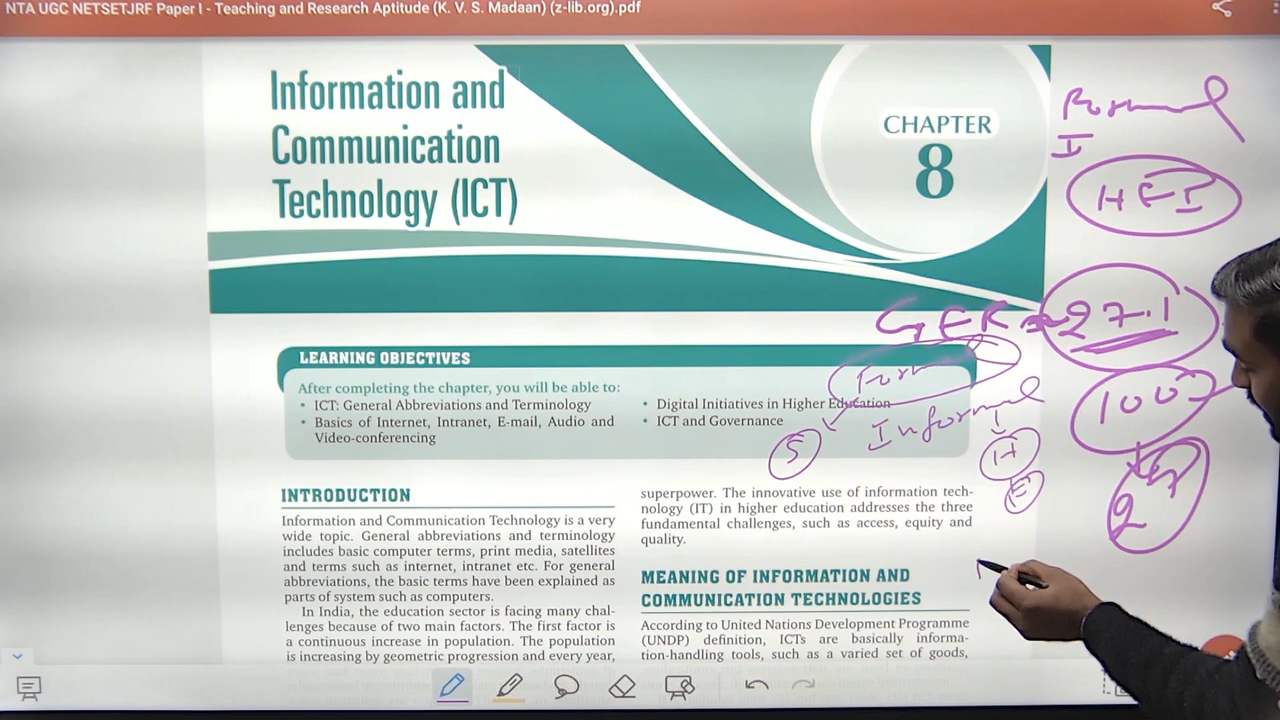 NTA UGC NETSETJRF Paper I - Teaching and Research Aptitude (K. V. S. Madaan) (z-lib.org).pdf
Information and
Communication
Technology (ICT)
CHAPTER
8
I
HEI
GER
27.1
100
27
Form
Informal
S
H
E
LEARNING OBJECTIVES
After completing the chapter, you will be able to:
• ICT: General Abbreviations and Terminology
• Basics of Internet, Intranet, E-mail, Audio and
Video-conferencing
• Digital Initiatives in Higher Education
• ICT and Governance
INTRODUCTION
Information and Communication Technology is a very
wide topic. General abbreviations and terminology
includes basic computer terms, print media, satellites
and terms such as internet, intranet etc. For general
abbrevations, the basic terms have been explained as
parts of system such as computers.
In India, the education sector is facing many chal-
lenges because of two main factors. The first factor is
a continuous increase in population. The population
is increasing by geometric progression and every year,
superpower. The innovative use of information tech-
nology (IT) in higher education addresses the three
fundamental challenges, such as access, equity and
quality.
MEANING OF INFORMATION AND
COMMUNICATION TECHNOLOGIES
According to United Nations Development Programme
(UNDP) definition, ICTs are basically informa-
tion-handling tools, such as a varied set of goods,